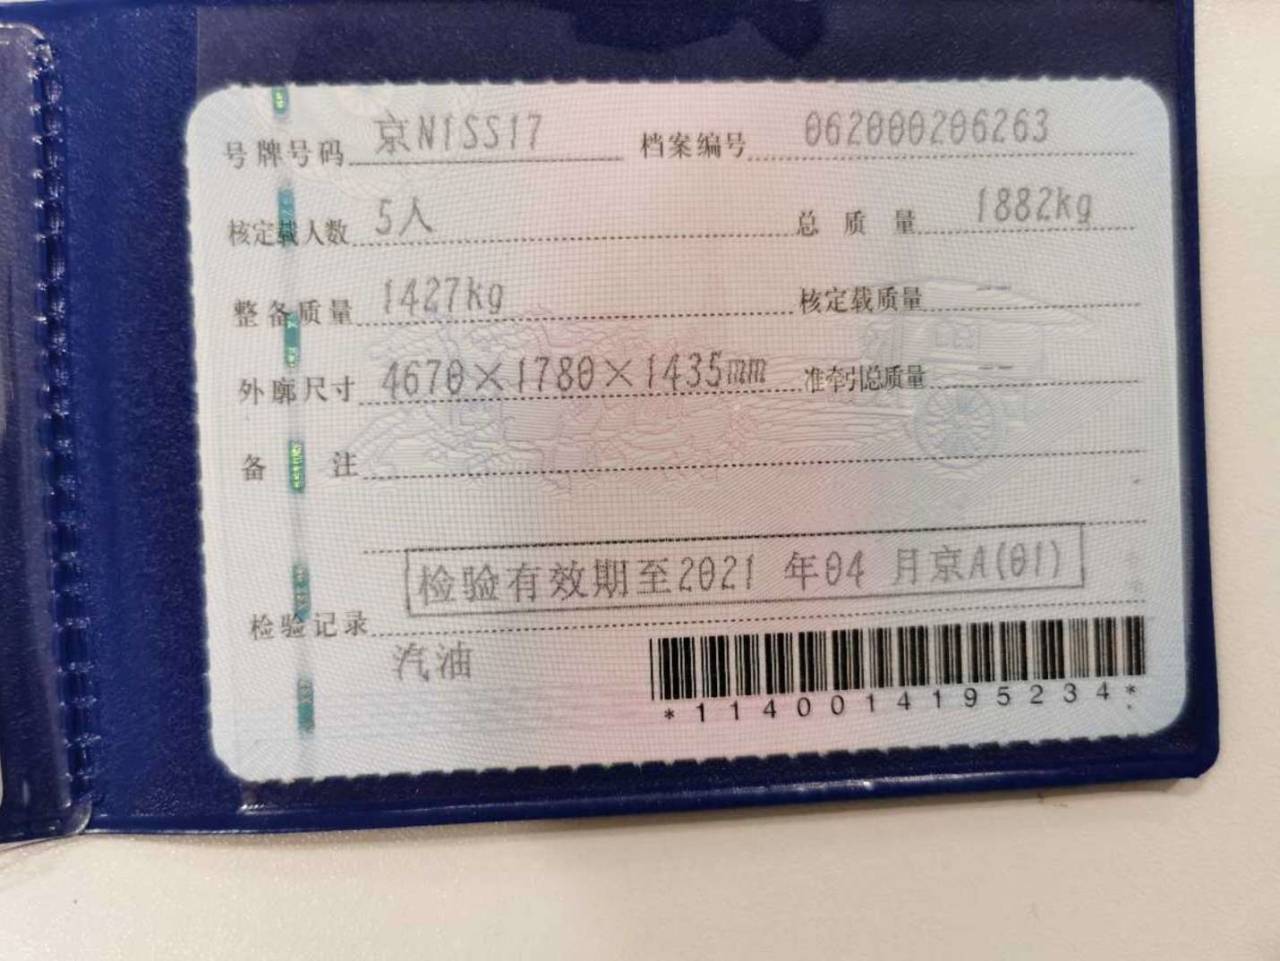 号牌号码 京N1SS17 档案编号 062000206263
核定载人数 5人 总质量 1882kg
整备质量 1427kg 核定载质量 --
外廓尺寸 4670×1780×1435mm 准牵引总质量 --
备注
检验有效期至2021 年04 月京A(01)
检验记录
汽油
*1140014195234*